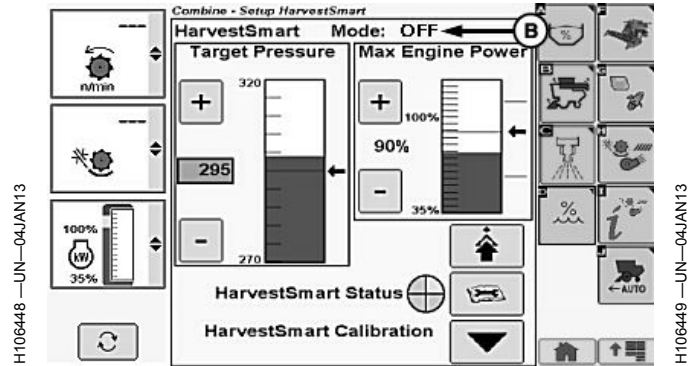 Combine - Setup HarvestSmart
HarvestSmart Mode: OFF
B
Target Pressure
Max Engine Power
---
n/min
---
320
+
295
-
270
+
100%
90%
-
35%
100%
kW
35%
HarvestSmart Status
HarvestSmart Calibration
%
%
i
←AUTO
A
B
C
D
E
F
G
H106448 —UN—04JAN13
H106449 —UN—04JAN13